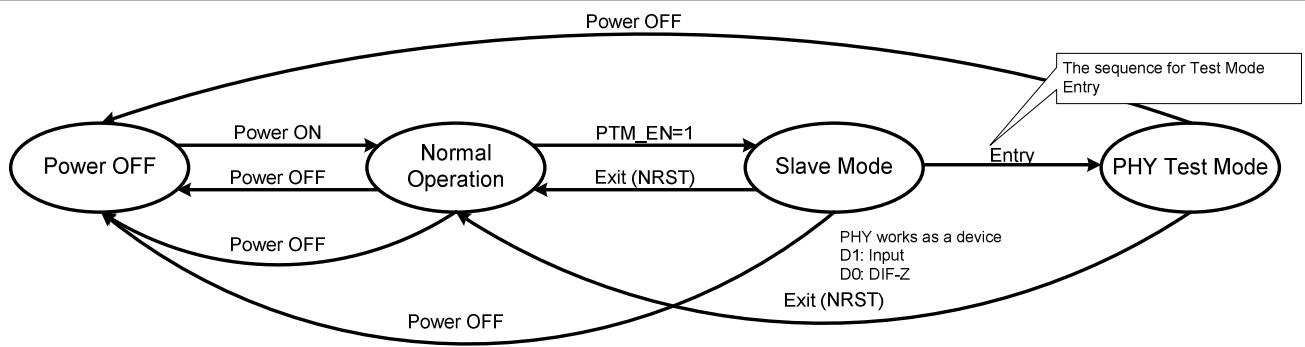 Power OFF
The sequence for Test Mode
Entry
Power ON
PTM_EN=1
Power OFF
Normal
Operation
Slave Mode
Entry
PHY Test Mode
Power OFF
Exit (NRST)
Power OFF
PHY works as a device
D1: Input
D0: DIF-Z
Exit (NRST)
Power OFF